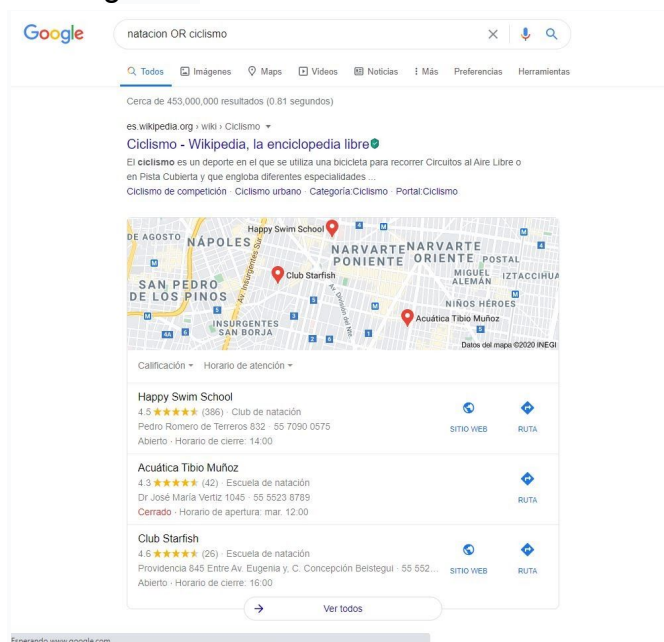 Google
natacion OR ciclismo
Todos Imágenes Maps Videos Noticias Más Preferencias Herramientas
Cerca de 453,000,000 resultados (0.81 segundos)
es.wikipedia.org › wiki › Ciclismo
Ciclismo - Wikipedia, la enciclopedia libre
El ciclismo es un deporte en el que se utiliza una bicicleta para recorrer Circuitos al Aire Libre o
en Pista Cubierta y que engloba diferentes especialidades ...
Ciclismo de competición · Ciclismo urbano · Categoría:Ciclismo · Portal:Ciclismo
DE AGOSTO
NÁPOLES
Av. Insurgentes Sur
Happy Swim School
NARVARTE
PONIENTE
NARVARTE
ORIENTE
POSTAL
MIGUEL
ALEMÁN
IZTACCIHUA
SAN PEDRO
DE LOS PINOS
Club Starfish
Av. División del Nte.
NIÑOS HÉROES
INSURGENTES
SAN BORJA
Acuática Tibio Muñoz
Datos del mapa ©2020 INEGI
Calificación Horario de atención
Happy Swim School
4.5 (386) · Club de natación
Pedro Romero de Terreros 832 · 55 7090 0575
Abierto · Horario de cierre: 14:00
SITIO WEB RUTA
Acuática Tibio Muñoz
4.3 (42) · Escuela de natación
Dr José María Vertiz 1045 · 55 5523 8789
Cerrado · Horario de apertura: mar. 12:00
RUTA
Club Starfish
4.6 (26) · Escuela de natación
Providencia 845 Entre Av. Eugenia y, C. Concepción Beistegui · 55 552...
Abierto · Horario de cierre: 16:00
SITIO WEB RUTA
Ver todos
Esperando www.google.com